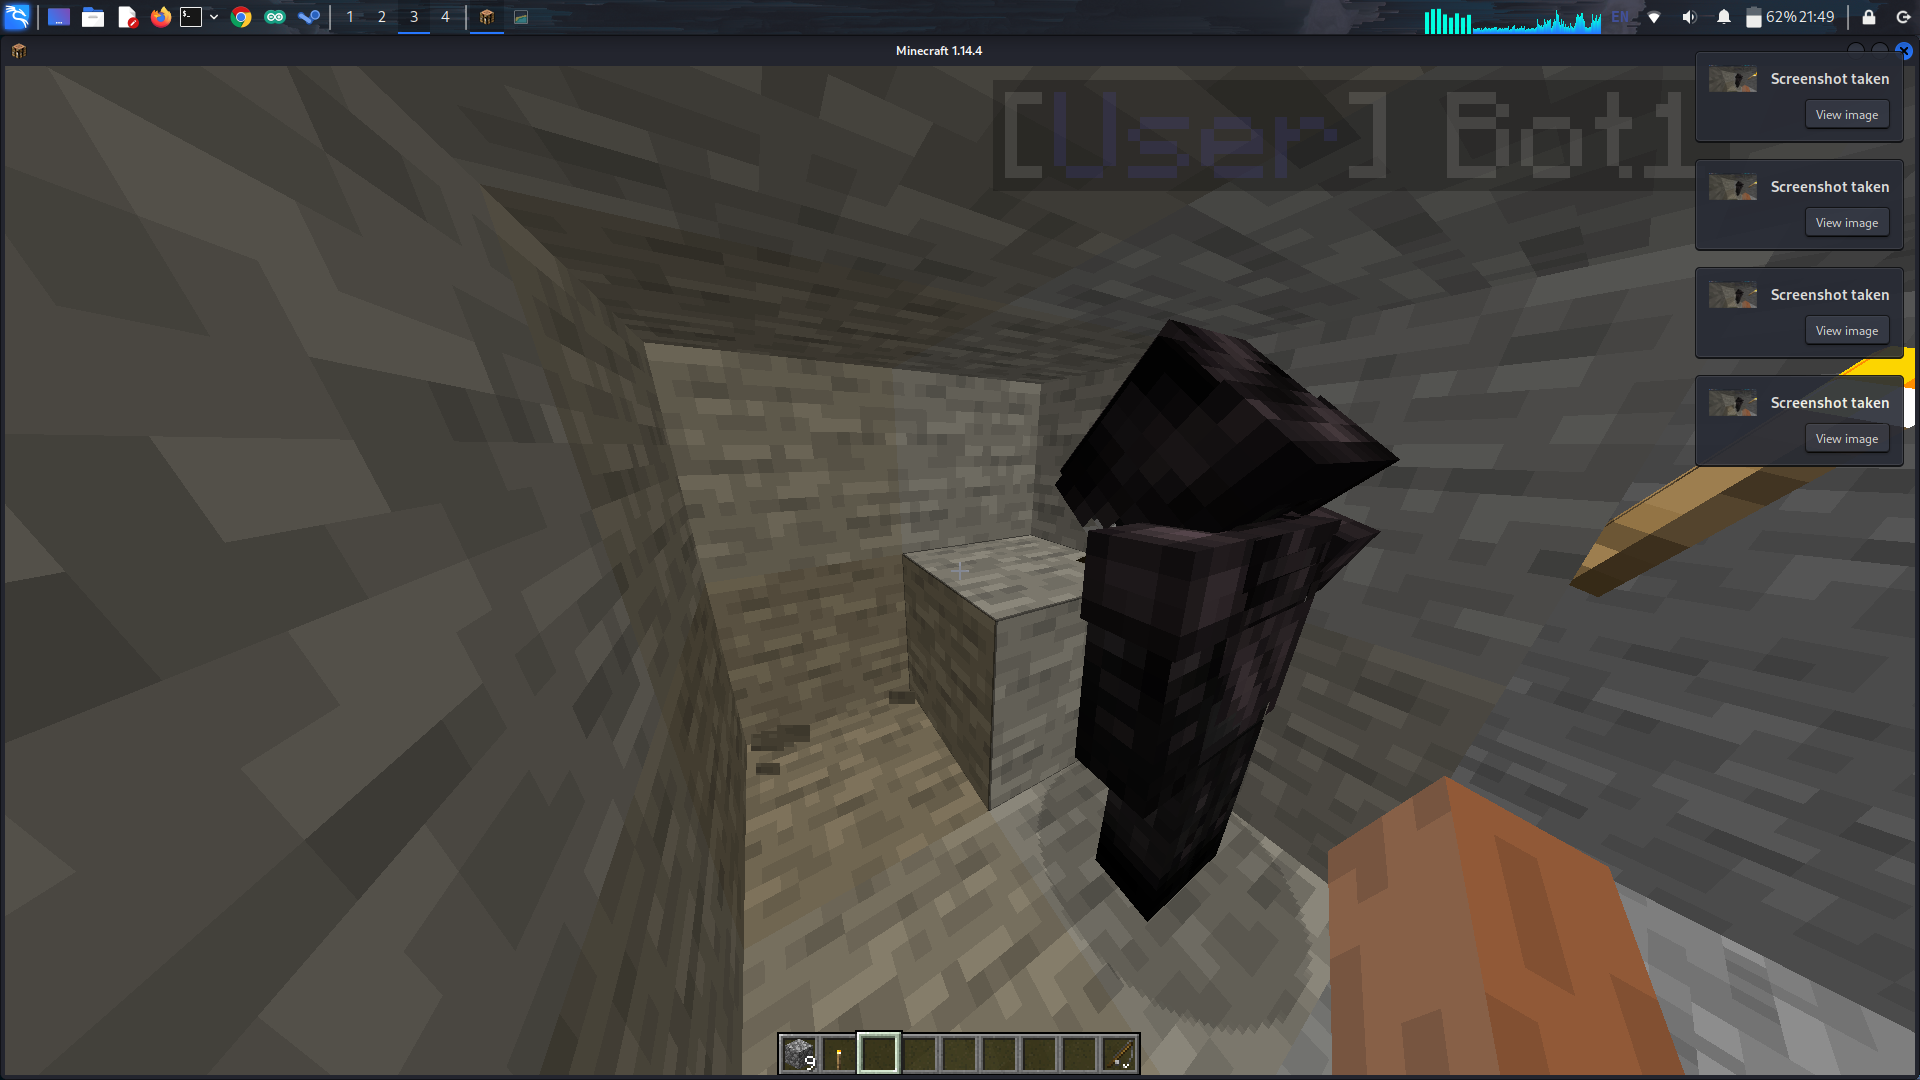 1 2 3 4
EN 62% 21:49
Minecraft 1.14.4
[User] Bot1
Screenshot taken
View image
Screenshot taken
View image
Screenshot taken
View image
Screenshot taken
View image
9